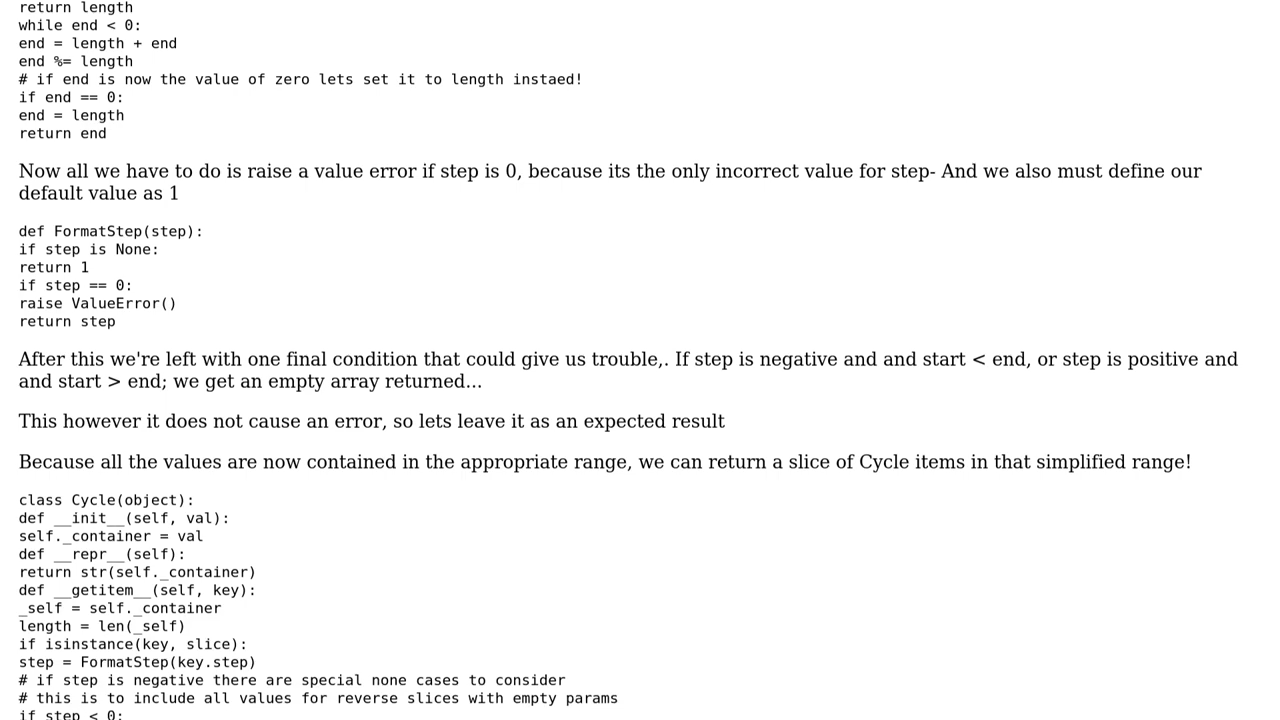 return length
while end < 0:
end = length + end
end %= length
# if end is now the value of zero lets set it to length instaed!
if end == 0:
end = length
return end
Now all we have to do is raise a value error if step is 0, because its the only incorrect value for step- And we also must define our
default value as 1
def FormatStep(step):
if step is None:
return 1
if step == 0:
raise ValueError()
return step
After this we're left with one final condition that could give us trouble,. If step is negative and and start < end, or step is positive and
and start > end; we get an empty array returned...
This however it does not cause an error, so lets leave it as an expected result
Because all the values are now contained in the appropriate range, we can return a slice of Cycle items in that simplified range!
class Cycle(object):
def __init__(self, val):
self._container = val
def __repr__(self):
return str(self._container)
def __getitem__(self, key):
_self = self._container
length = len(_self)
if isinstance(key, slice):
step = FormatStep(key.step)
# if step is negative there are special none cases to consider
# this is to include all values for reverse slices with empty params
if step < 0: